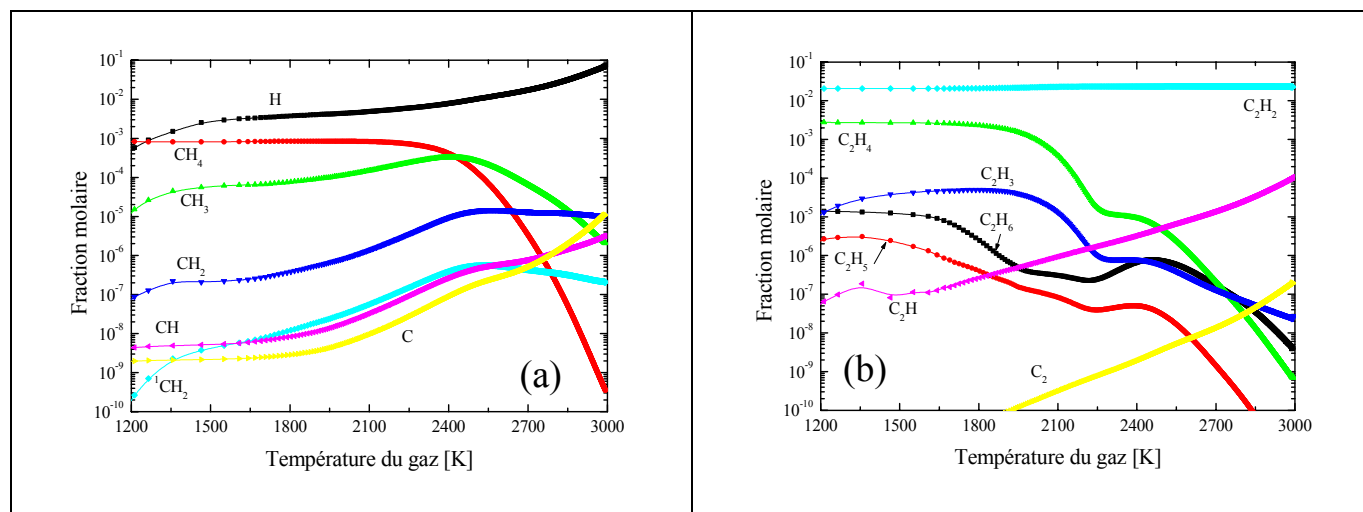 Fraction molaire
10^-1
10^-2
10^-3
10^-4
10^-5
10^-6
10^-7
10^-8
10^-9
10^-10
H
CH4
CH3
CH2
CH
C
^1CH2
(a)
1200 1500 1800 2100 2400 2700 3000
Température du gaz [K]
Fraction molaire
10^-1
10^-2
10^-3
10^-4
10^-5
10^-6
10^-7
10^-8
10^-9
10^-10
C2H2
C2H4
C2H3
C2H6
C2H5
C2H
C2
(b)
1200 1500 1800 2100 2400 2700 3000
Température du gaz [K]